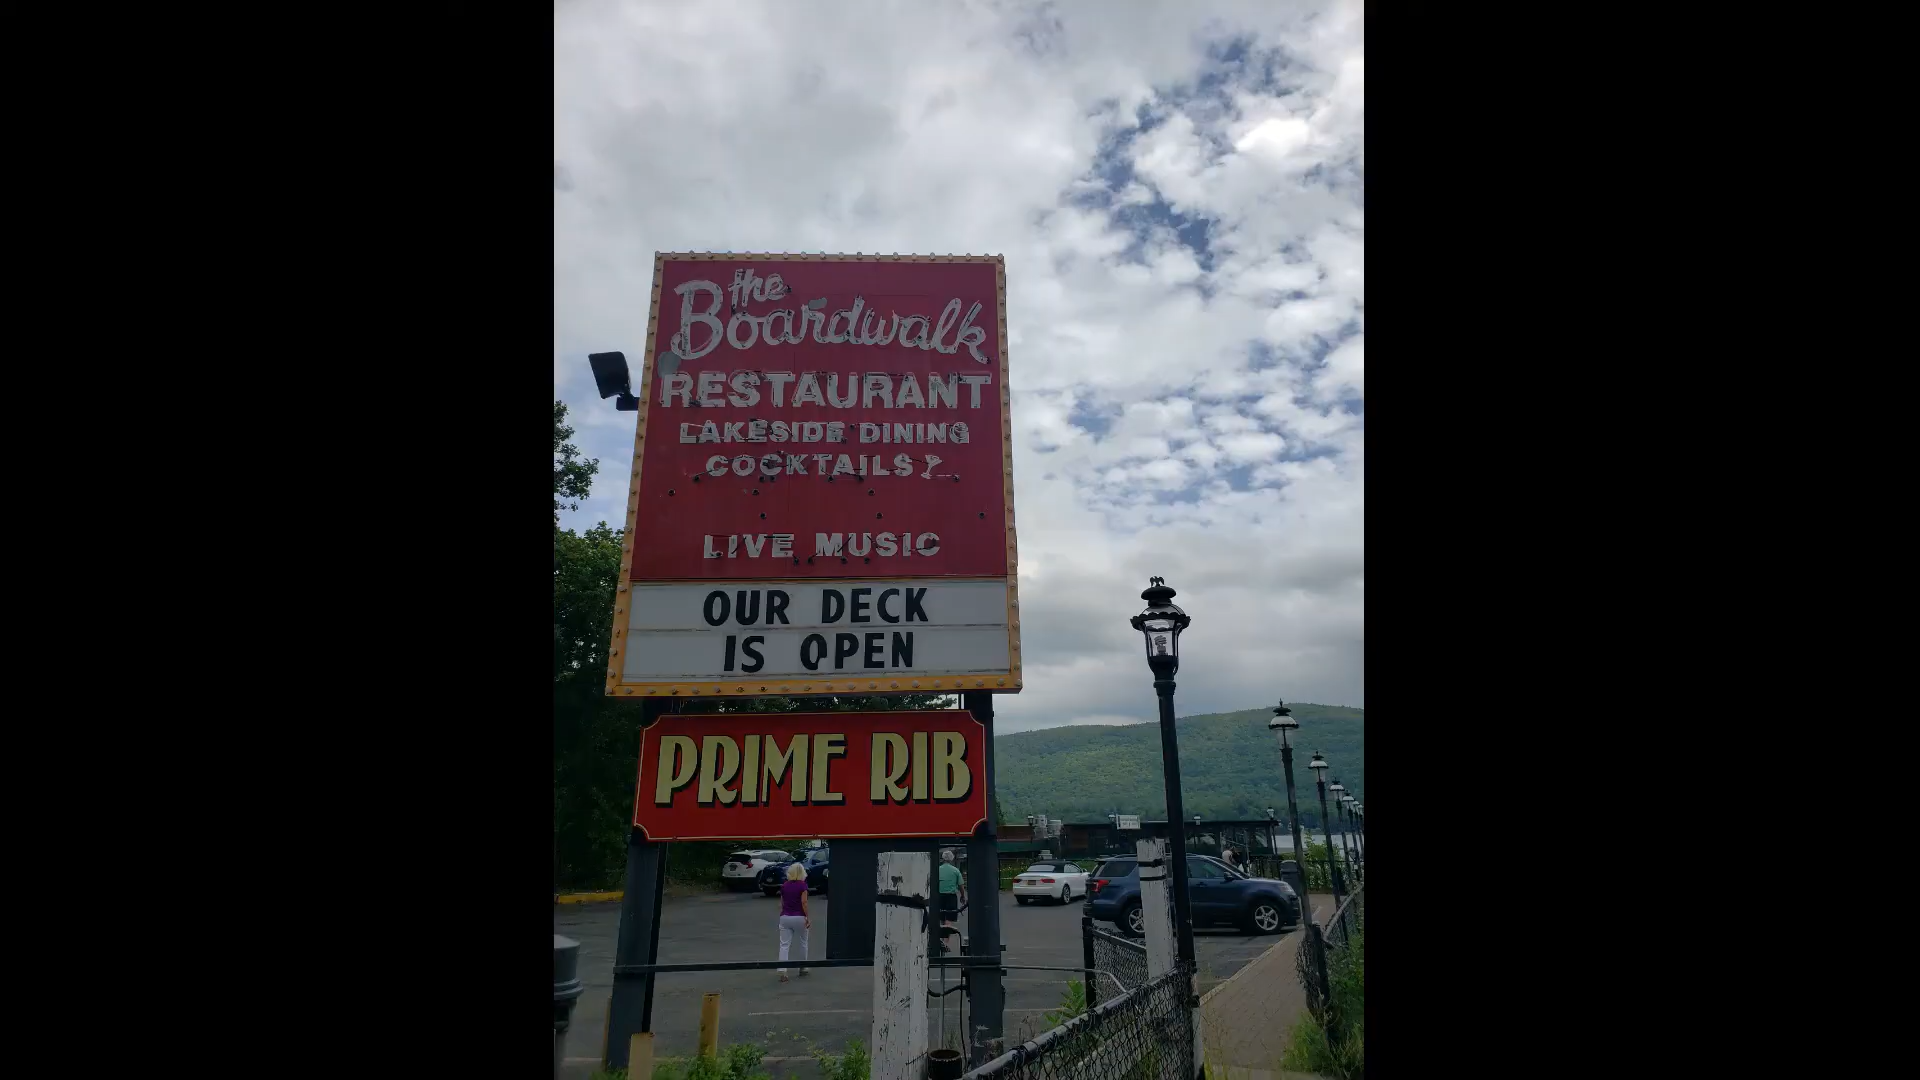 the
Boardwalk
RESTAURANT
LAKESIDE DINING
COCKTAILS
LIVE MUSIC
OUR DECK
IS OPEN
PRIME RIB